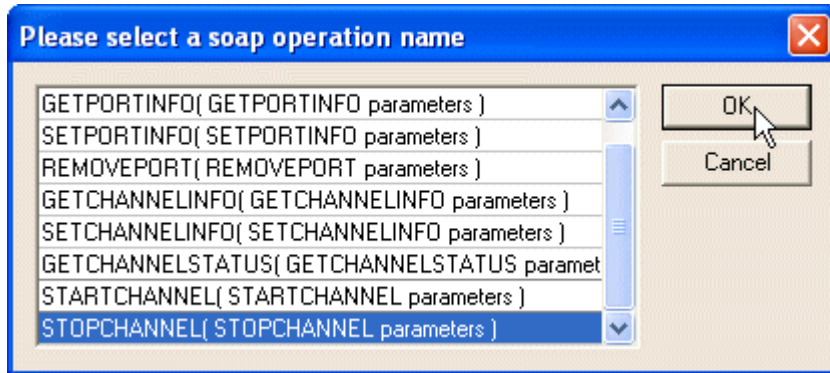 Please select a soap operation name
GETPORTINFO( GETPORTINFO parameters )
SETPORTINFO( SETPORTINFO parameters )
REMOVEPORT( REMOVEPORT parameters )
GETCHANNELINFO( GETCHANNELINFO parameters )
SETCHANNELINFO( SETCHANNELINFO parameters )
GETCHANNELSTATUS( GETCHANNELSTATUS paramet
STARTCHANNEL( STARTCHANNEL parameters )
STOPCHANNEL( STOPCHANNEL parameters )
OK
Cancel